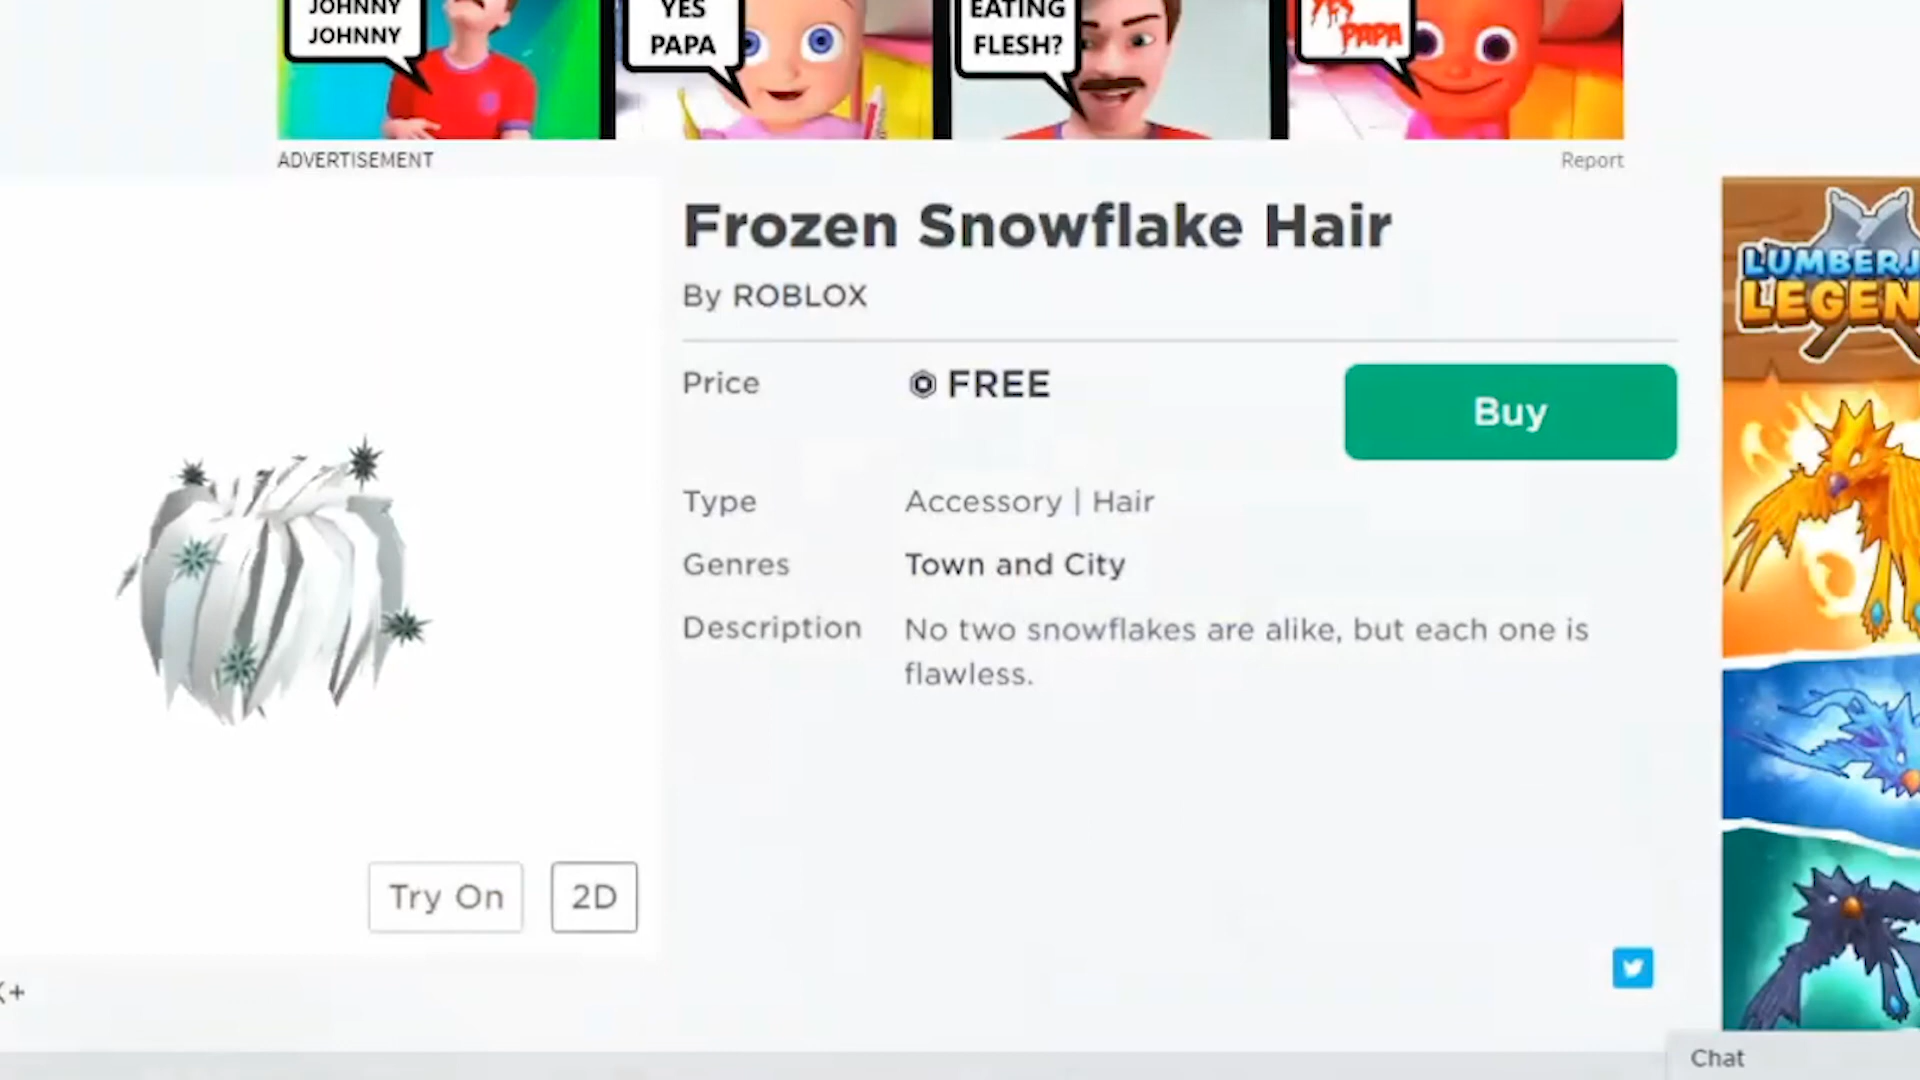 JOHNNY
JOHNNY
YES
PAPA
EATING
FLESH?
YES
PAPA
ADVERTISEMENT
Report
Frozen Snowflake Hair
By ROBLOX
Price
FREE
Buy
Type
Accessory | Hair
Genres
Town and City
Description
No two snowflakes are alike, but each one is
flawless.
LUMBERJ
LEGEN
Try On
2D
K+
Chat